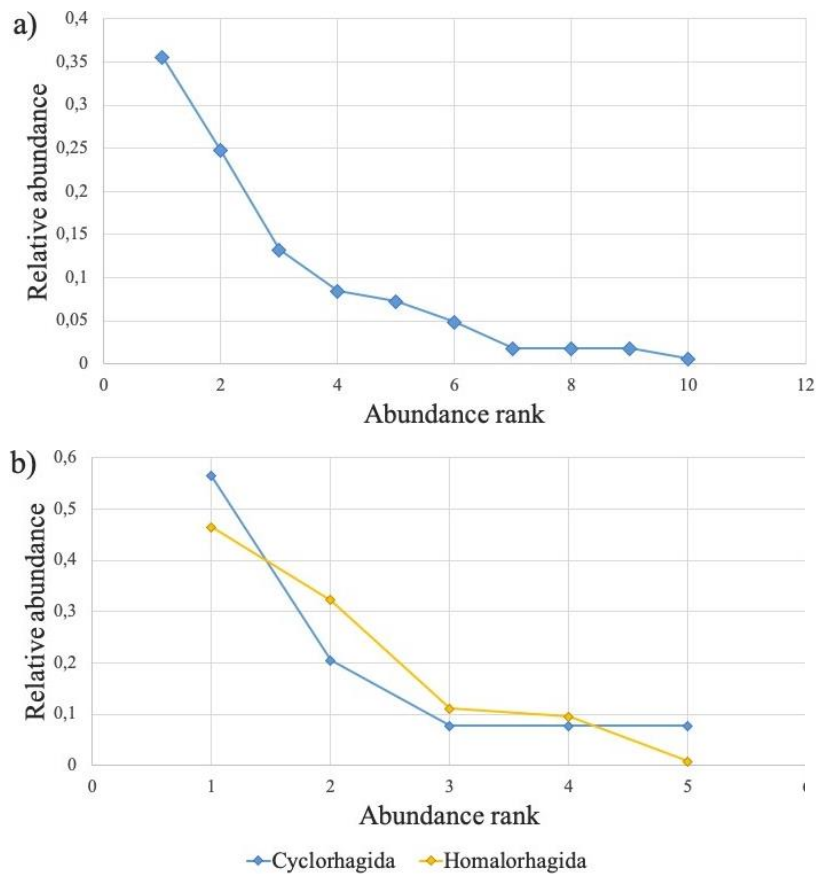 a)
Relative abundance
0,4
0,35
0,3
0,25
0,2
0,15
0,1
0,05
0
0 2 4 6 8 10 12
Abundance rank
b)
Relative abundance
0,6
0,5
0,4
0,3
0,2
0,1
0
0 1 2 3 4 5
Abundance rank
Cyclorhagida Homalorhagida